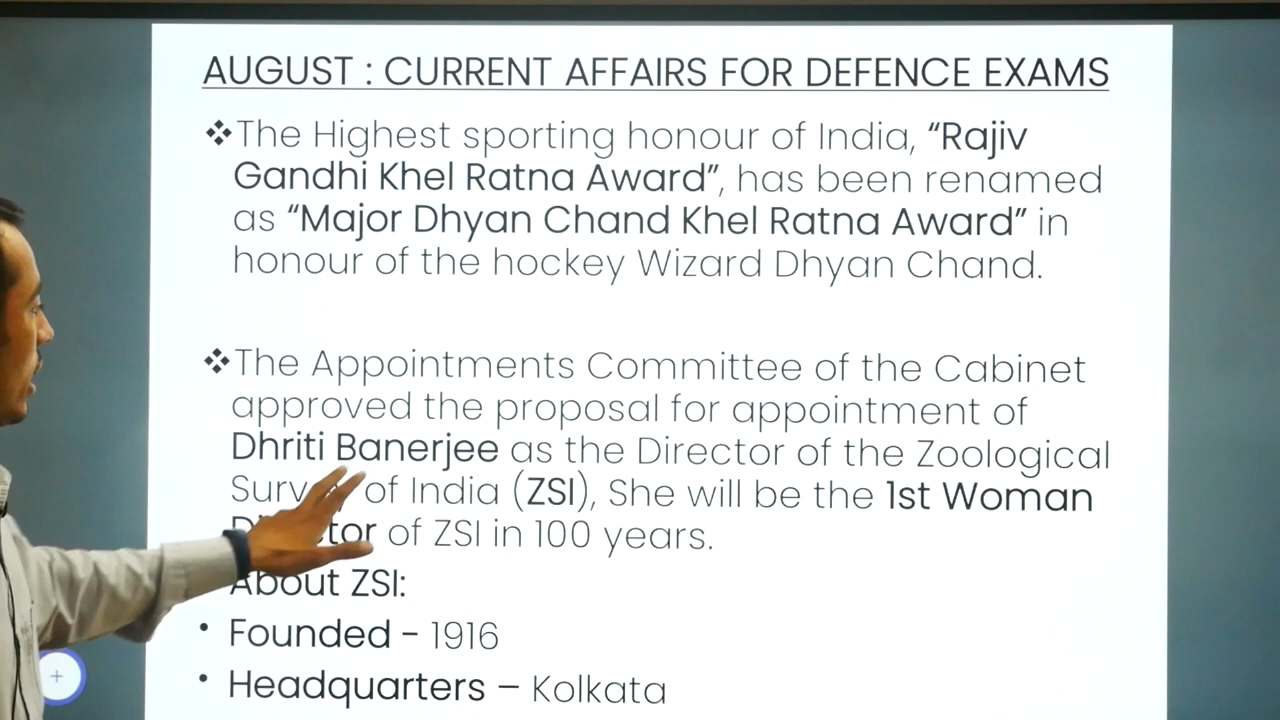 AUGUST : CURRENT AFFAIRS FOR DEFENCE EXAMS
❖The Highest sporting honour of India, “Rajiv
Gandhi Khel Ratna Award”, has been renamed
as “Major Dhyan Chand Khel Ratna Award” in
honour of the hockey Wizard Dhyan Chand.
❖The Appointments Committee of the Cabinet
approved the proposal for appointment of
Dhriti Banerjee as the Director of the Zoological
of India (ZSI), She will be the 1st Woman
of ZSI in 100 years.
About ZSI:
• Founded - 1916
• Headquarters – Kolkata